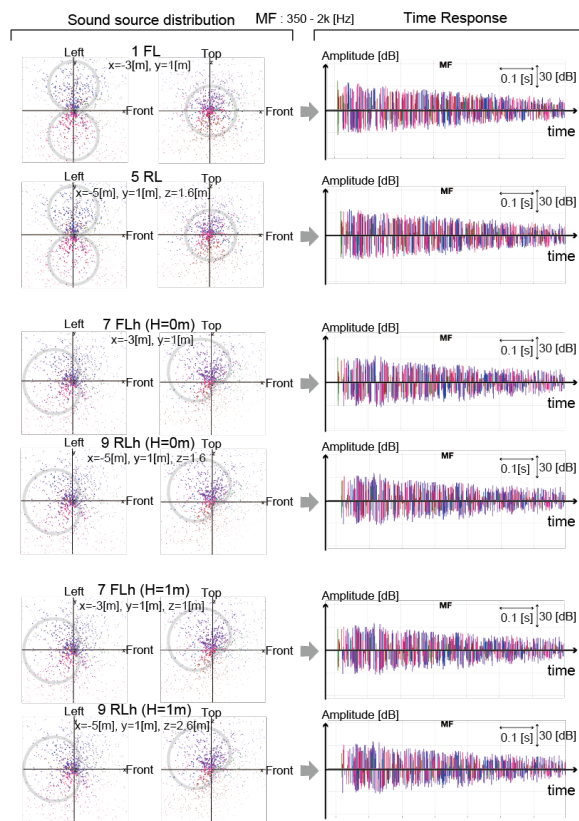 Sound source distribution MF : 350 - 2k [Hz] Time Response
1 FL
x=-3[m], y=1[m]
Left Top
Front Front
Amplitude [dB]
MF
0.1 [s] 30 [dB]
time
5 RL
x=-5[m], y=1[m], z=1.6[m]
Left Top
Front Front
Amplitude [dB]
MF
0.1 [s] 30 [dB]
time
7 FLh (H=0m)
x=-3[m], y=1[m]
Left Top
Front Front
Amplitude [dB]
MF
0.1 [s] 30 [dB]
time
9 RLh (H=0m)
x=-5[m], y=1[m], z=1.6
Left Top
Front Front
Amplitude [dB]
MF
0.1[s] 30 [dB]
time
7 FLh (H=1m)
x=-3[m], y=1[m], z=1[m]
Left Top
Front Front
Amplitude [dB]
MF
0.1 [s] 30 [dB]
time
9 RLh (H=1m)
x=-5[m], y=1[m], z=2.6[m]
Left Top
Front Front
Amplitude [dB]
MF
0.1 [s] 30 [dB]
time